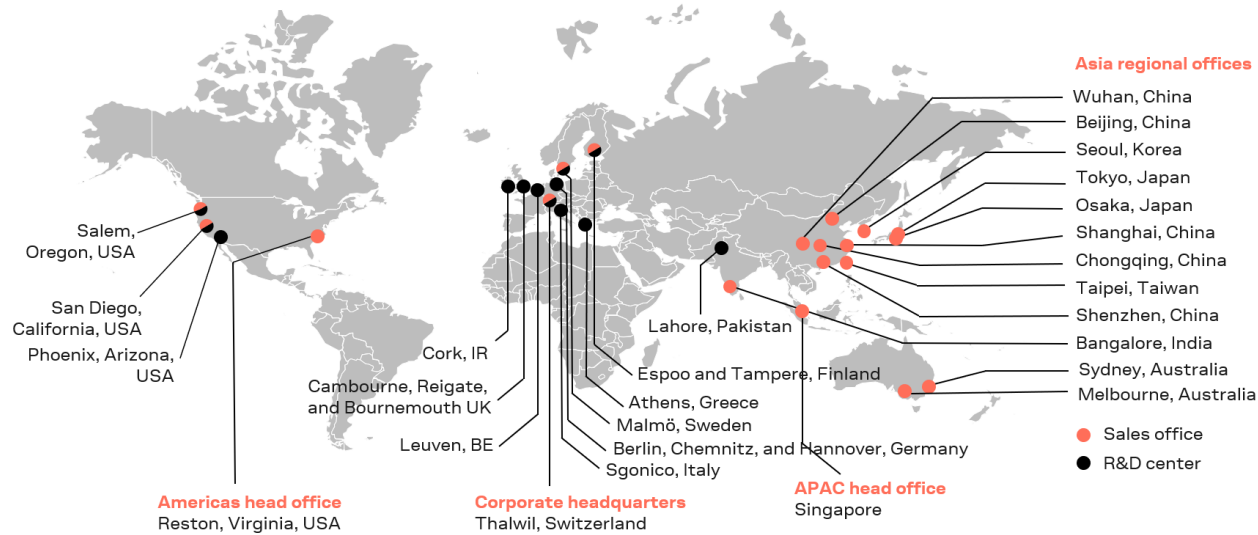 Asia regional offices
Wuhan, China
Beijing, China
Seoul, Korea
Tokyo, Japan
Osaka, Japan
Shanghai, China
Chongqing, China
Taipei, Taiwan
Shenzhen, China
Bangalore, India
Sydney, Australia
Melbourne, Australia
Sales office
R&D center
Salem,
Oregon, USA
San Diego,
California, USA
Phoenix, Arizona,
USA
Americas head office
Reston, Virginia, USA
Cork, IR
Cambourne, Reigate,
and Bournemouth UK
Leuven, BE
Corporate headquarters
Thalwil, Switzerland
Lahore, Pakistan
Espoo and Tampere, Finland
Athens, Greece
Malmö, Sweden
Berlin, Chemnitz, and Hannover, Germany
Sgonico, Italy
APAC head office
Singapore